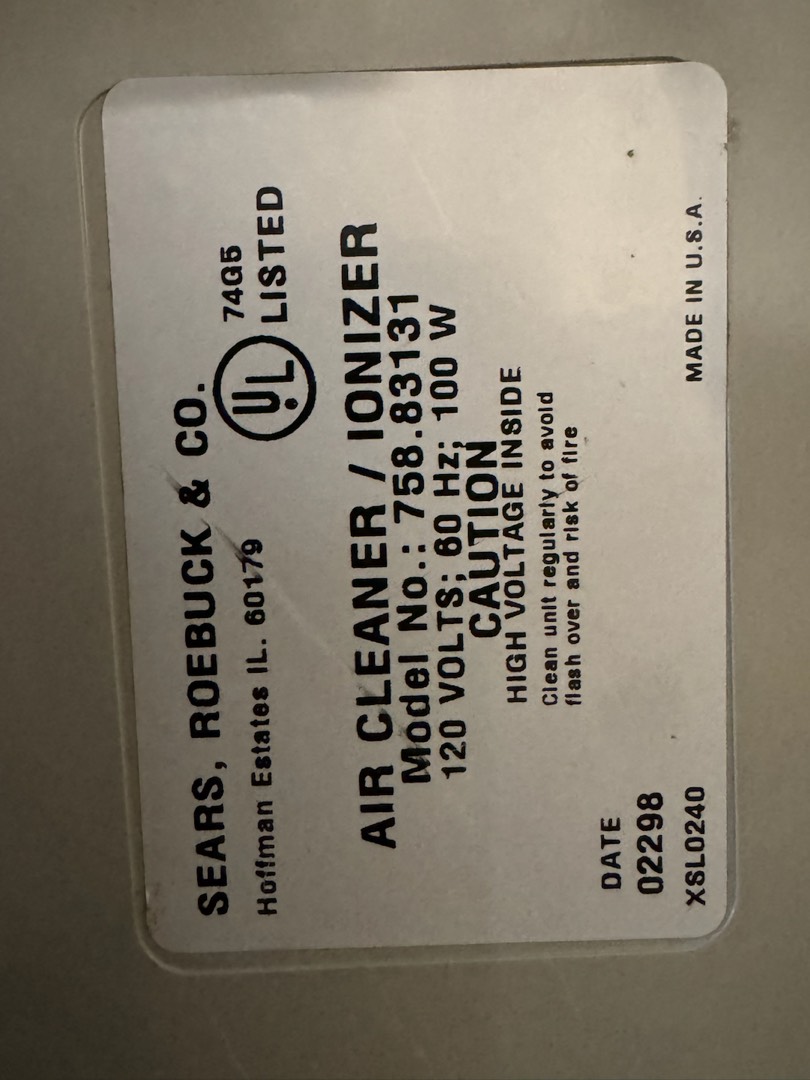 SEARS, ROEBUCK & CO.
Hoffman Estates IL. 60179
UL
74G5
LISTED
AIR CLEANER / IONIZER
Model No.: 758.83131
120 VOLTS; 60 Hz; 100 W
CAUTION
HIGH VOLTAGE INSIDE
Clean unit regularly to avoid
flash over and risk of fire
DATE
02298
XSL0240
MADE IN U.S.A.